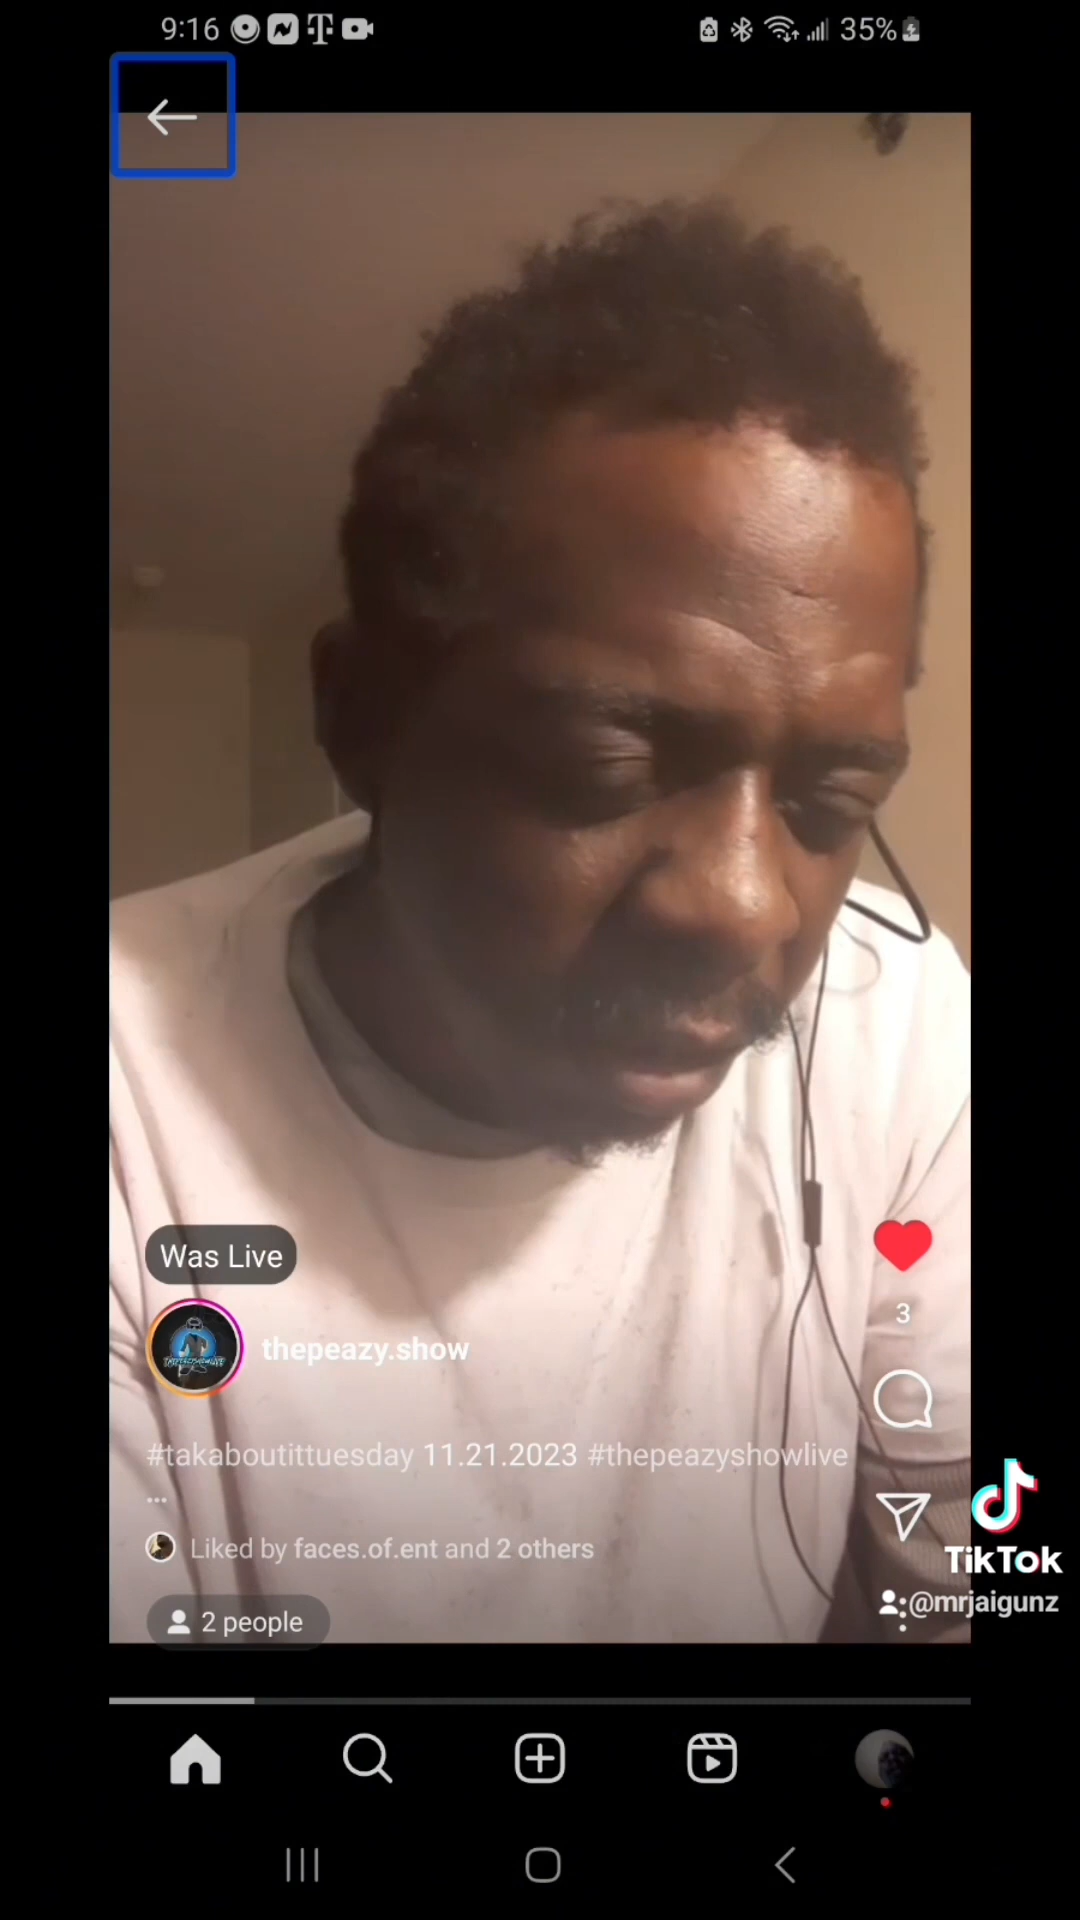 9:16
35%
Was Live
thepeazy.show
#takaboutittuesday 11.21.2023 #thepeazyshowlive
...
Liked by faces.of.ent and 2 others
2 people
3
TikTok
@mrjaigunz